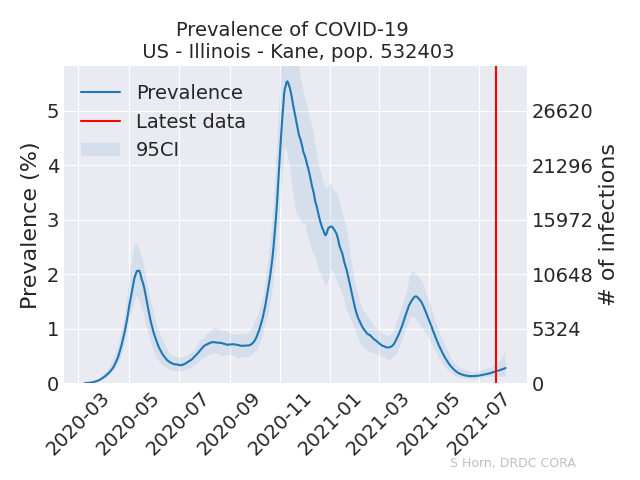 Prevalence of COVID-19
US - Illinois - Kane, pop. 532403
Prevalence
Latest data
95CI
Prevalence (%)
5
4
3
2
1
0
26620
21296
15972
10648
5324
0
# of infections
2020-03
2020-05
2020-07
2020-09
2020-11
2021-01
2021-03
2021-05
2021-07
S Horn, DRDC CORA